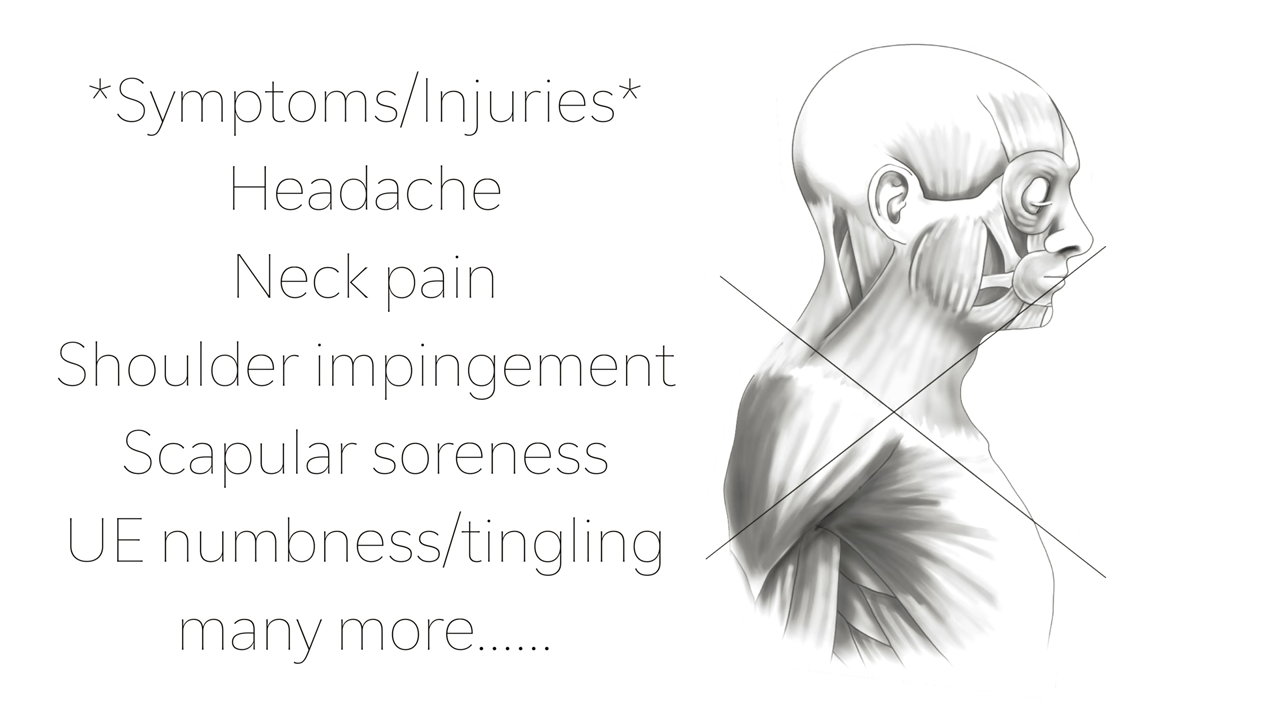 *Symptoms/Injuries*
Headache
Neck pain
Shoulder impingement
Scapular soreness
UE numbness/tingling
many more......